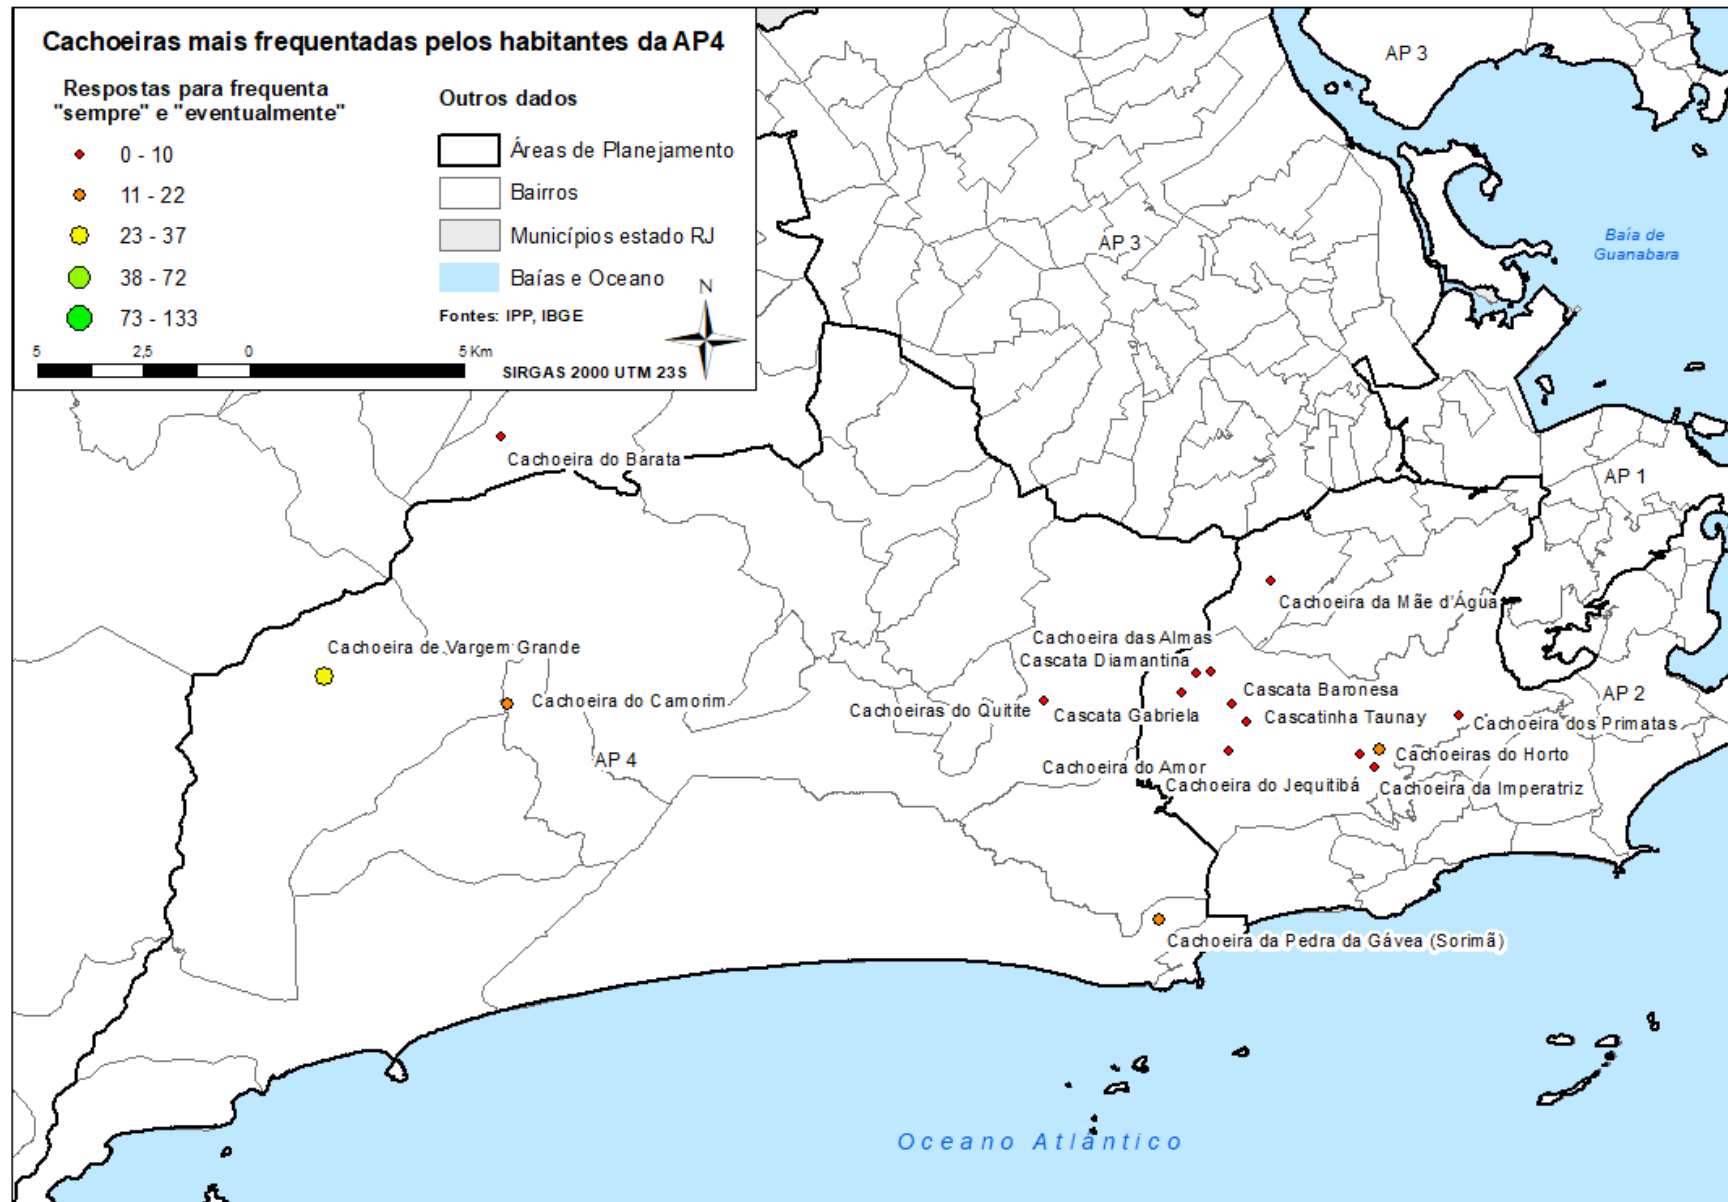 Cachoeiras mais frequentadas pelos habitantes da AP4
Respostas para frequenta
"sempre" e "eventualmente"
0 - 10
11 - 22
23 - 37
38 - 72
73 - 133
Outros dados
Áreas de Planejamento
Bairros
Municípios estado RJ
Baías e Oceano
Fontes: IPP, IBGE
N
5
2,5
0
5 Km
SIRGAS 2000 UTM 23S
AP 3
AP 3
Baía de
Guanabara
Cachoeira do Barata
AP 1
Cachoeira da Mãe d'Água
Cachoeira das Almas
Cachoeira de Vargem Grande
Cascata Diamantina
Cascata Baronesa
AP 2
Cachoeira do Camorim
Cachoeiras do Quitite
Cascata Gabriela
Cascatinha Taunay
Cachoeira dos Primatas
AP 4
Cachoeiras do Horto
Cachoeira do Amor
Cachoeira do Jequitibá
Cachoeira da Imperatriz
Cachoeira da Pedra da Gávea (Sorimã)
Oceano Atlântico